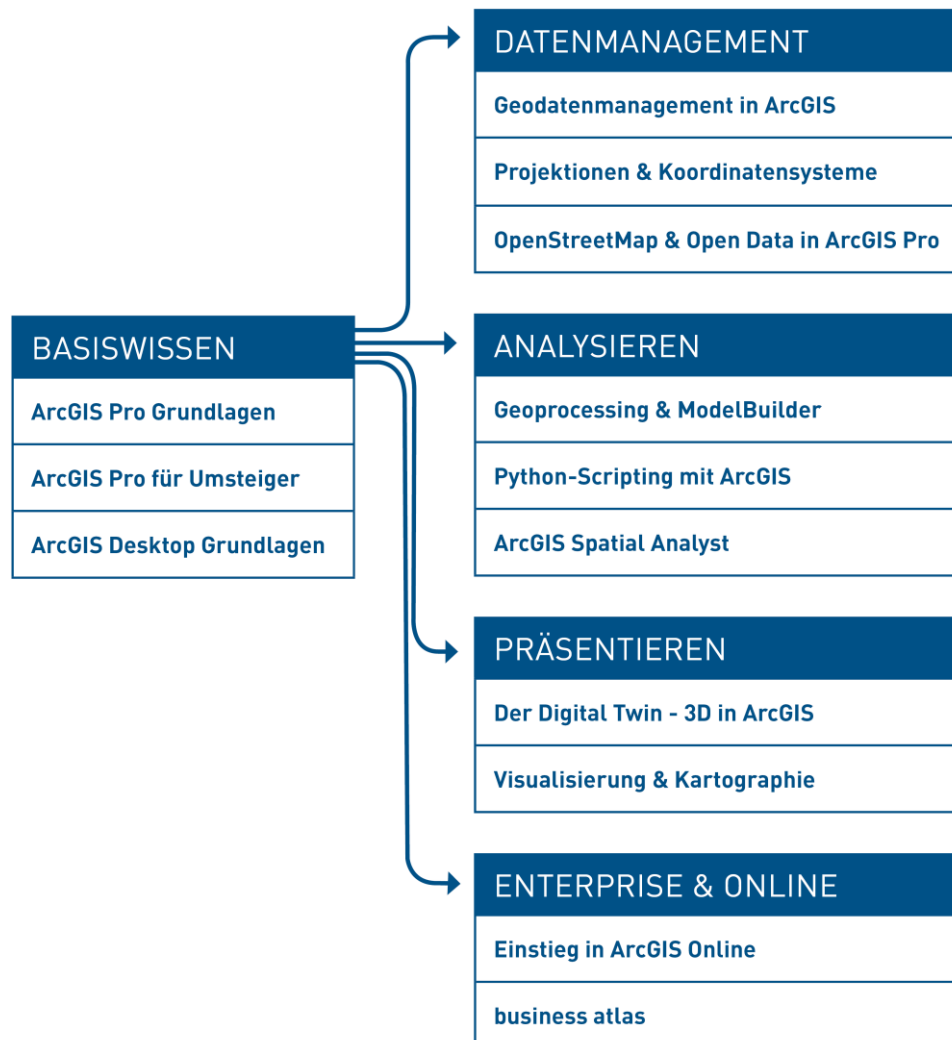 BASISWISSEN
ArcGIS Pro Grundlagen
ArcGIS Pro für Umsteiger
ArcGIS Desktop Grundlagen
DATENMANAGEMENT
Geodatenmanagement in ArcGIS
Projektionen & Koordinatensysteme
OpenStreetMap & Open Data in ArcGIS Pro
ANALYSIEREN
Geoprocessing & ModelBuilder
Python-Scripting mit ArcGIS
ArcGIS Spatial Analyst
PRÄSENTIEREN
Der Digital Twin - 3D in ArcGIS
Visualisierung & Kartographie
ENTERPRISE & ONLINE
Einstieg in ArcGIS Online
business atlas